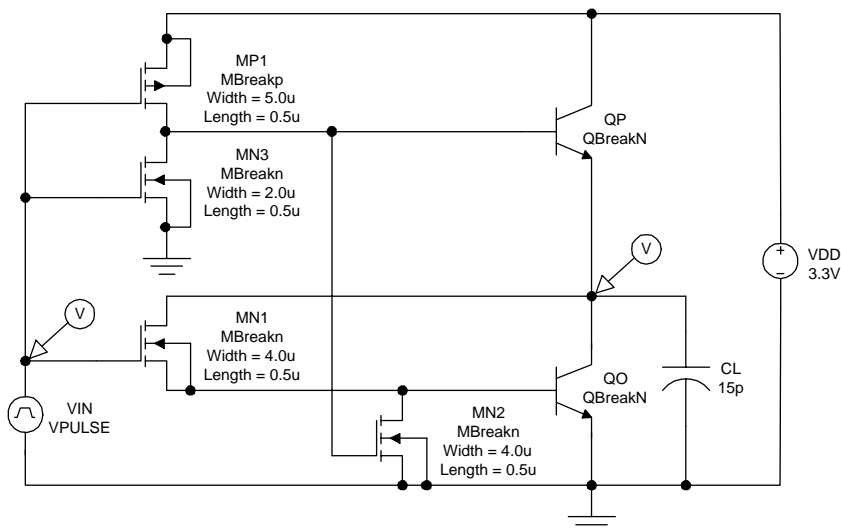 MP1
MBreakp
Width = 5.0u
Length = 0.5u
QP
QBreakN
MN3
MBreakn
Width = 2.0u
Length = 0.5u
V
+
−
VDD
3.3V
V
MN1
MBreakn
Width = 4.0u
Length = 0.5u
QO
QBreakN
CL
15p
VIN
VPULSE
MN2
MBreakn
Width = 4.0u
Length = 0.5u